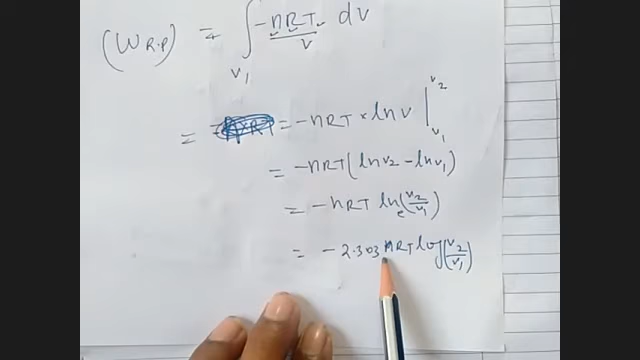 (W R.P) = ∫ V₁ -nRT/V dV
= = -nRT × ln V | V₂ V₁
= -nRT (ln V₂ - ln V₁)
= -nRT lnₑ (V₂/V₁)
= -2.303 nRT log (V₂/V₁)